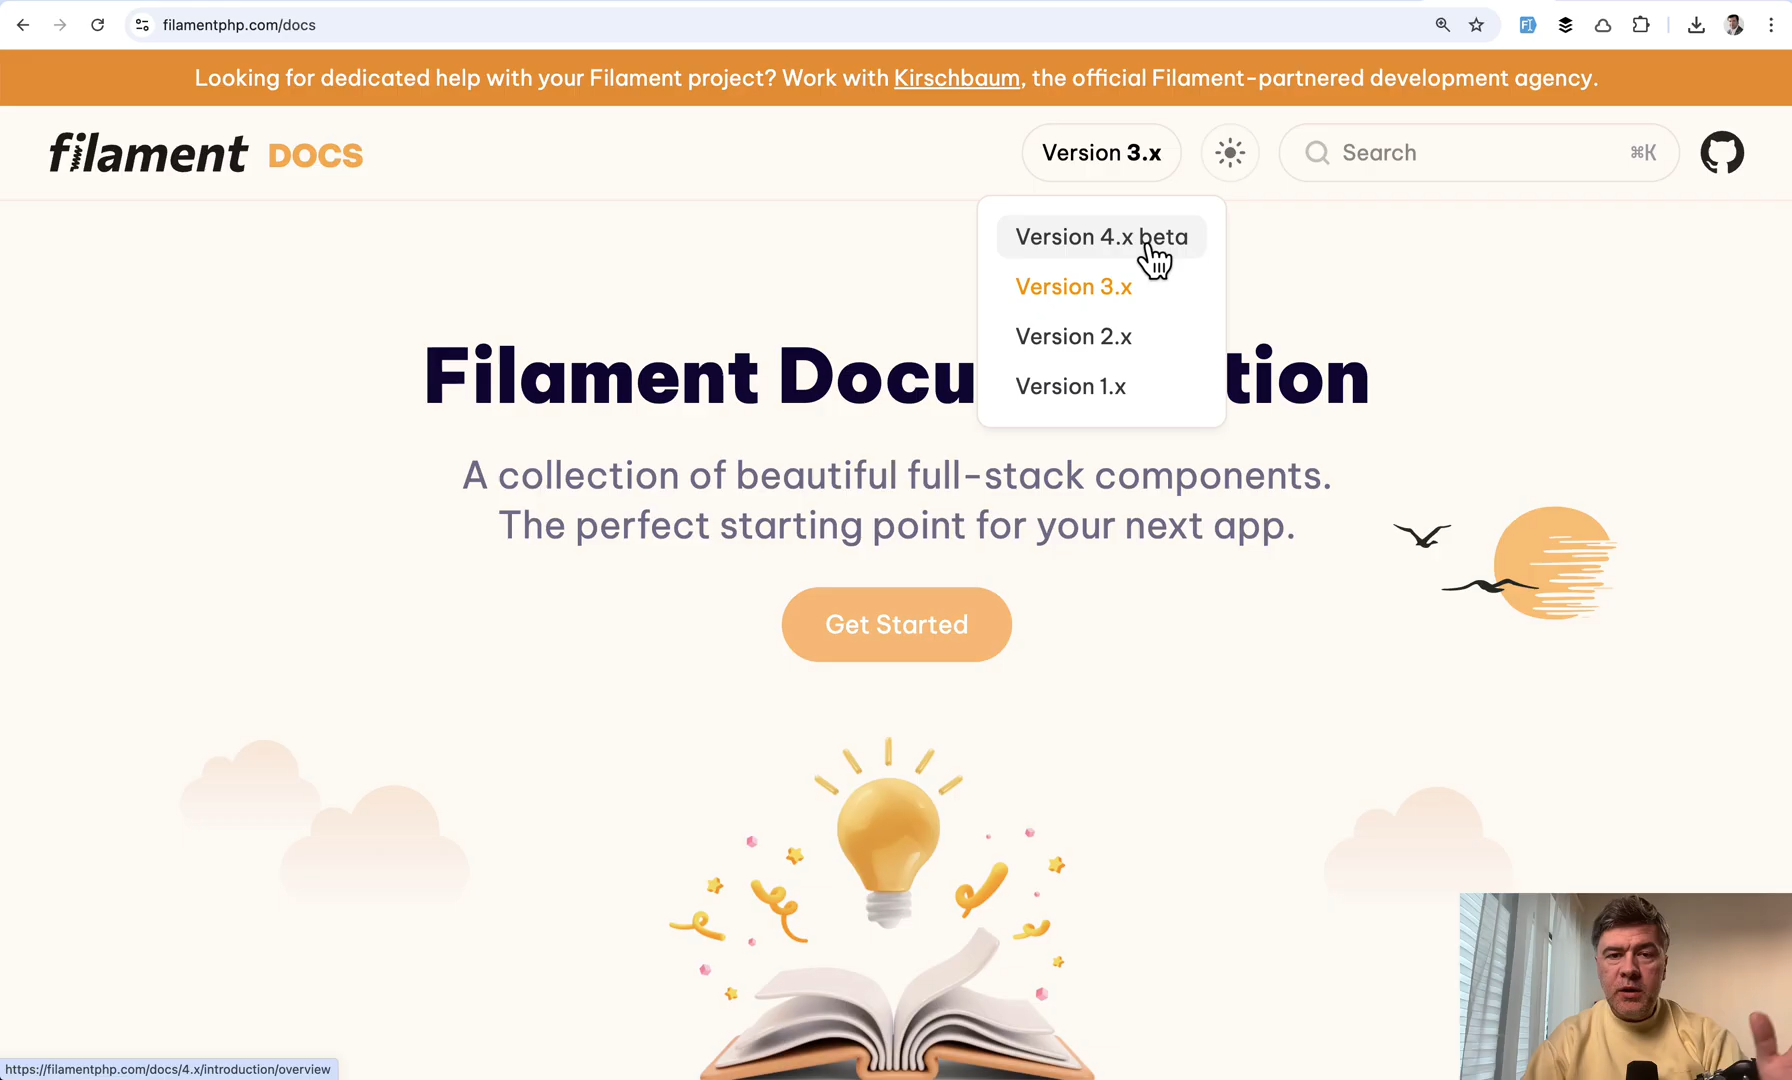 filamentphp.com/docs
Looking for dedicated help with your Filament project? Work with Kirschbaum, the official Filament-partnered development agency.
filament DOCS
Version 3.x
Search
⌘K
Version 4.x beta
Version 3.x
Version 2.x
Version 1.x
Filament Docu tion
A collection of beautiful full-stack components.
The perfect starting point for your next app.
Get Started
https://filamentphp.com/docs/4.x/introduction/overview